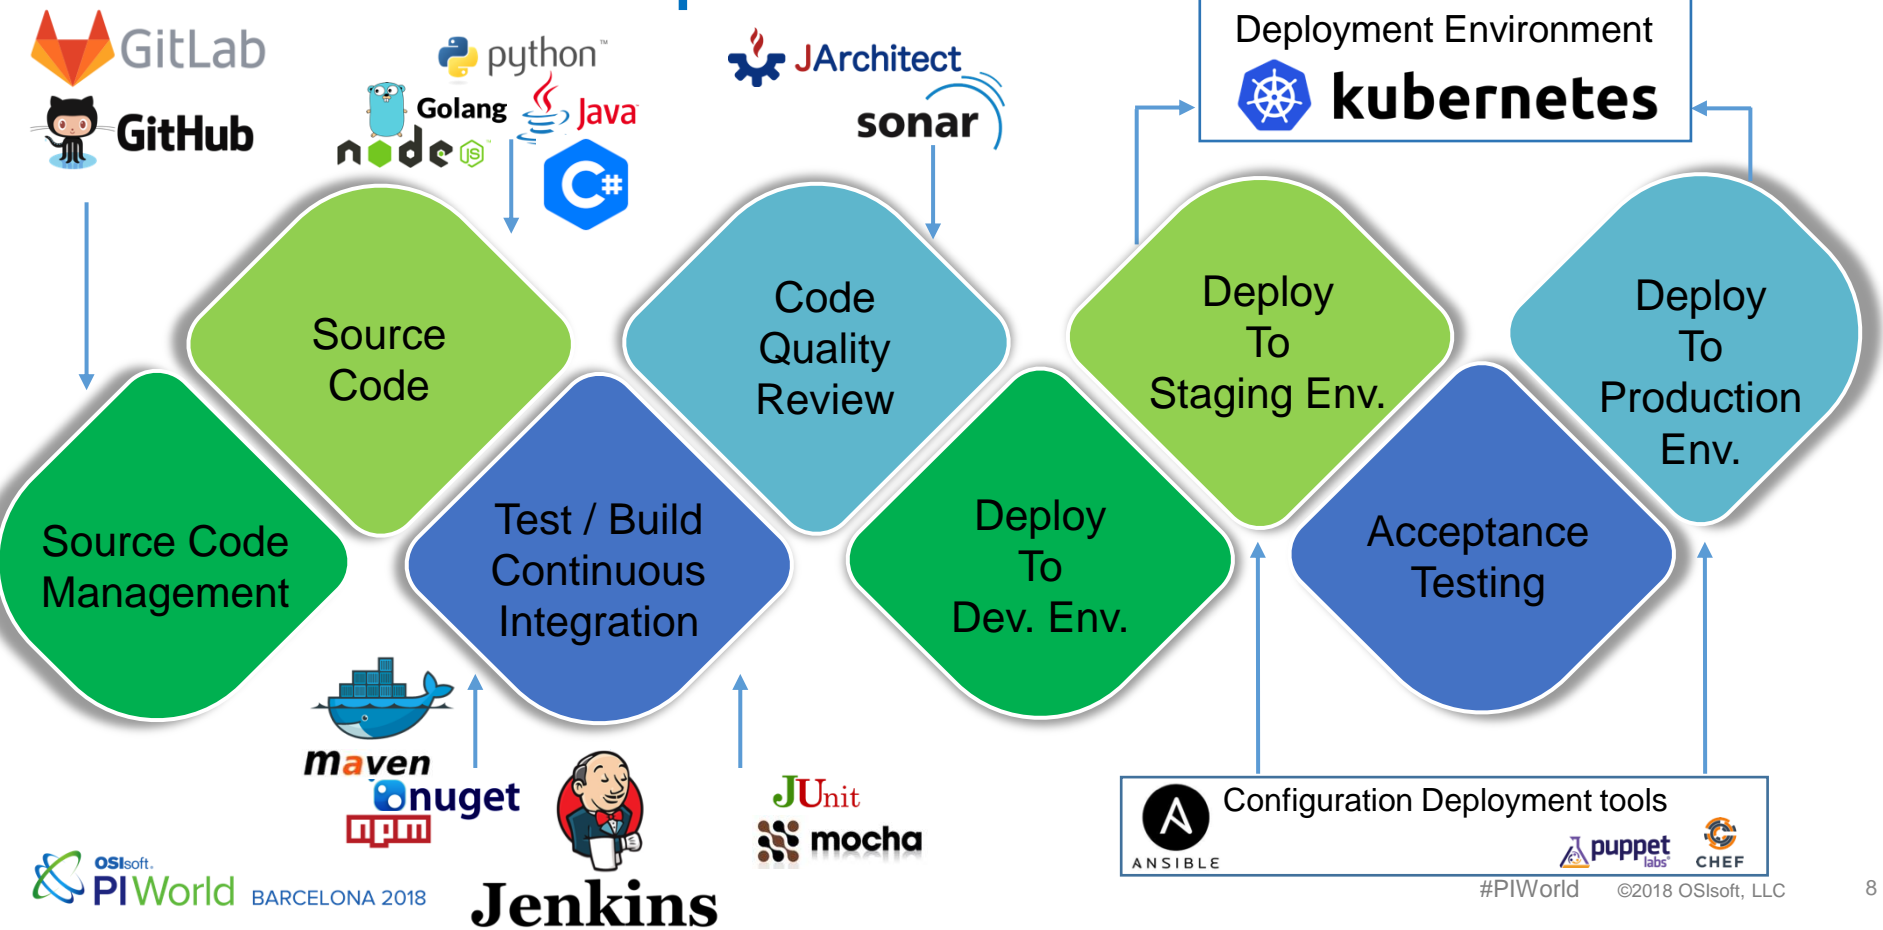 GitLab
GitHub
python™
Golang
Java
node JS
C#
JArchitect
sonar
Deployment Environment
kubernetes
Source
Code
Code
Quality
Review
Deploy
To
Staging Env.
Deploy
To
Production
Env.
Source Code
Management
Test / Build
Continuous
Integration
Deploy
To
Dev. Env.
Acceptance
Testing
maven
nuget
npm
Jenkins
JUnit
mocha
Configuration Deployment tools
A
ANSIBLE
puppet
labs
CHEF
OSIsoft.
PI World BARCELONA 2018
#PIWorld ©2018 OSIsoft, LLC 8